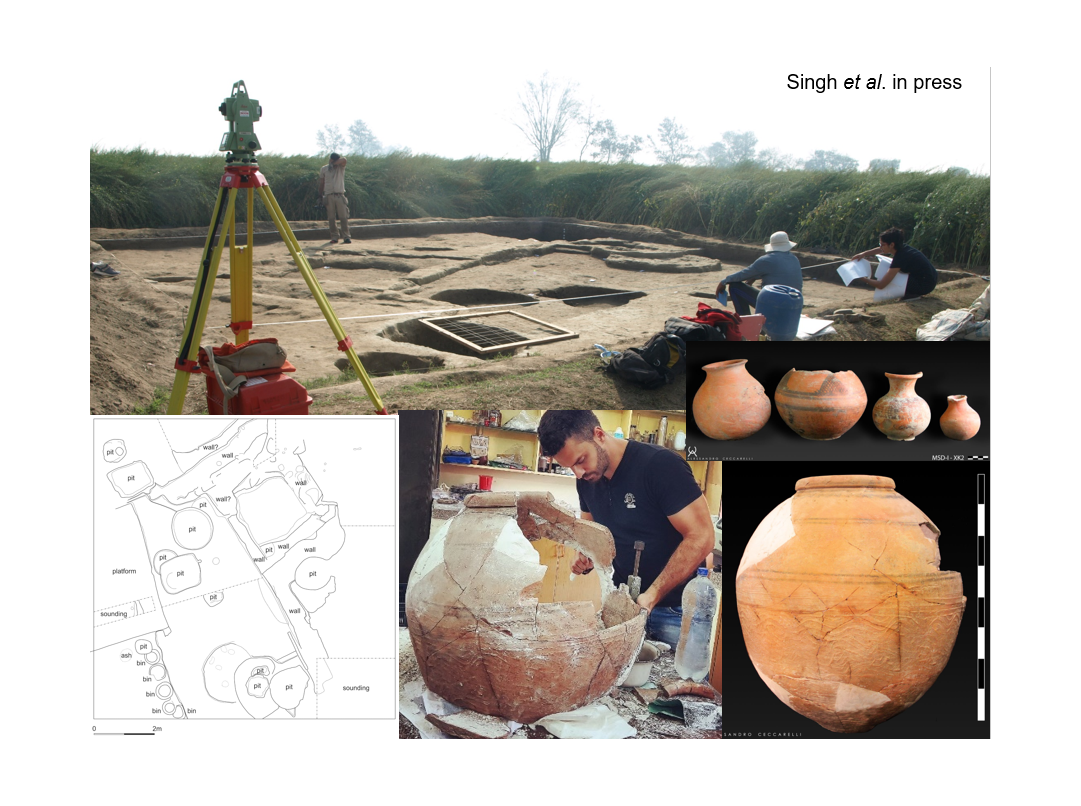 Singh et al. in press
ALESSANDRO CECCARELLI
MSD-I - XK2
pit
wall?
wall
pit
wall
wall?
pit
pit
pit
wall
wall
pit
wall
pit
pit
platform
pit
pit
wall
sounding
pit
ash
bin
bin
bin
bin
bin
pit
pit
pit
sounding
0 2m
SANDRO CECCARELLI